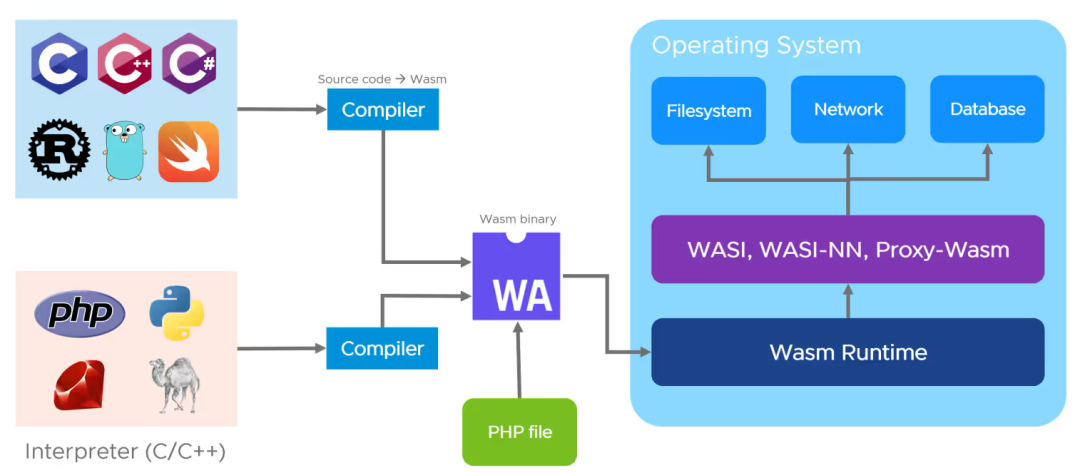 C
C++
C#
R
Source code → Wasm
Compiler
php
Compiler
Interpreter (C/C++)
Wasm binary
WA
PHP file
Operating System
Filesystem
Network
Database
WASI, WASI-NN, Proxy-Wasm
Wasm Runtime